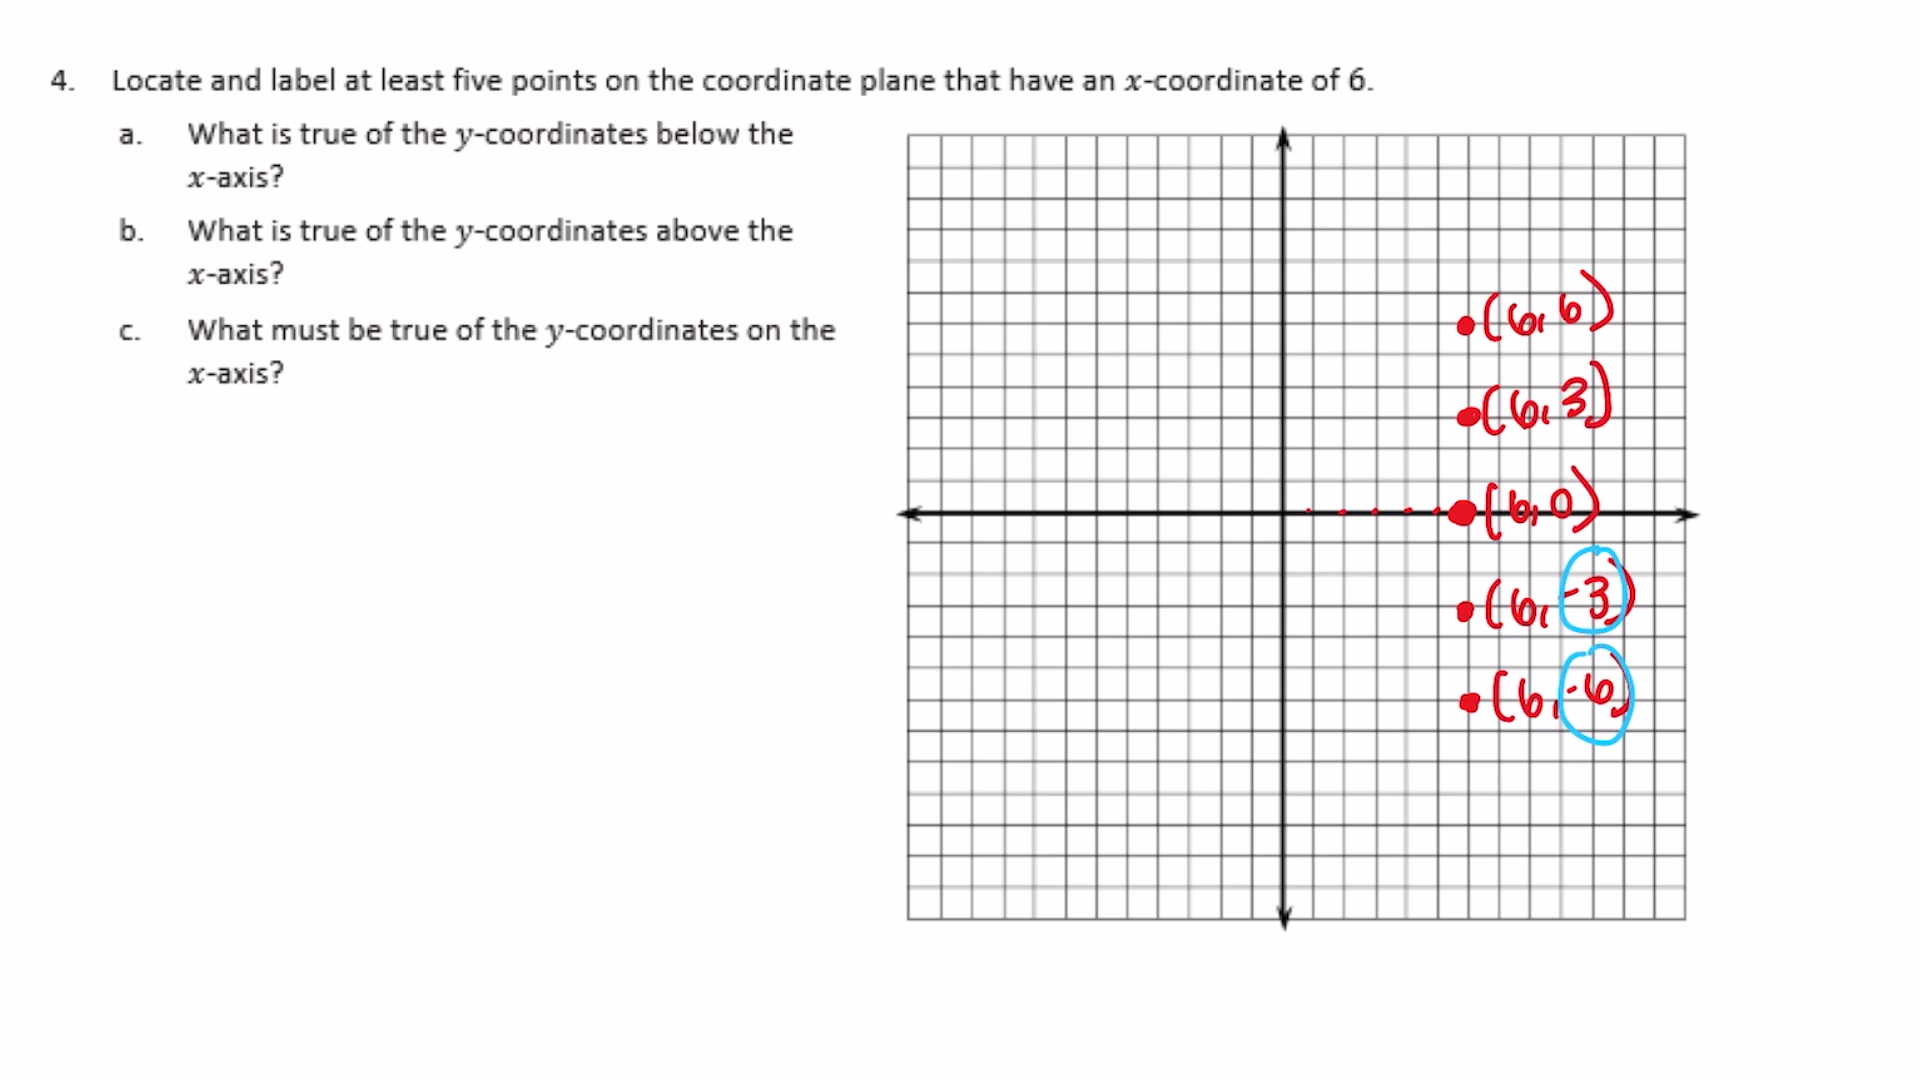 4. Locate and label at least five points on the coordinate plane that have an x-coordinate of 6.
a. What is true of the y-coordinates below the
x-axis?
b. What is true of the y-coordinates above the
x-axis?
c. What must be true of the y-coordinates on the
x-axis?
(6, 6)
(6, 3)
(6, 0)
(6, -3)
(6, -6)